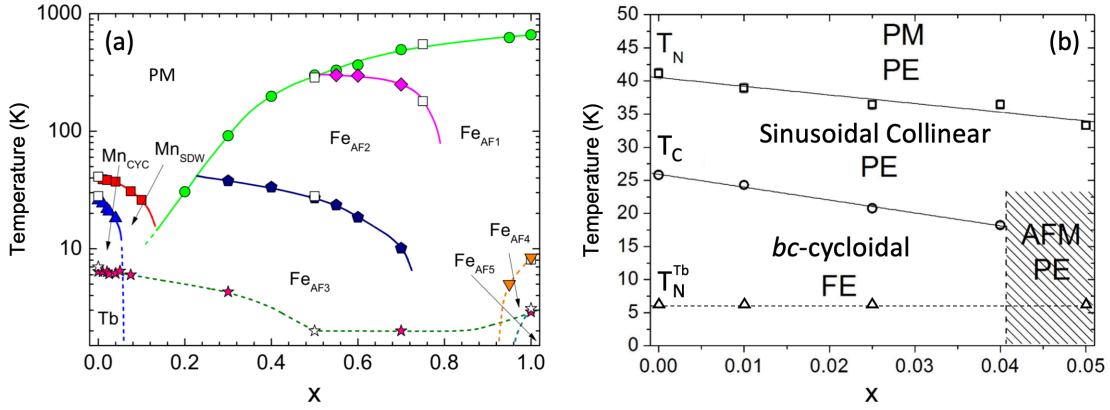 (a)
PM
Mn_CYC
Mn_SDW
Fe_AF2
Fe_AF1
Fe_AF3
Fe_AF4
Fe_AF5
Tb
1000
100
10
Temperature (K)
0.0 0.2 0.4 0.6 0.8 1.0
x
(b)
T_N
PM
PE
Sinusoidal Collinear
PE
T_C
bc-cycloidal
FE
AFM
PE
T_N^Tb
50
45
40
35
30
25
20
15
10
5
0
Temperature (K)
0.00 0.01 0.02 0.03 0.04 0.05
x